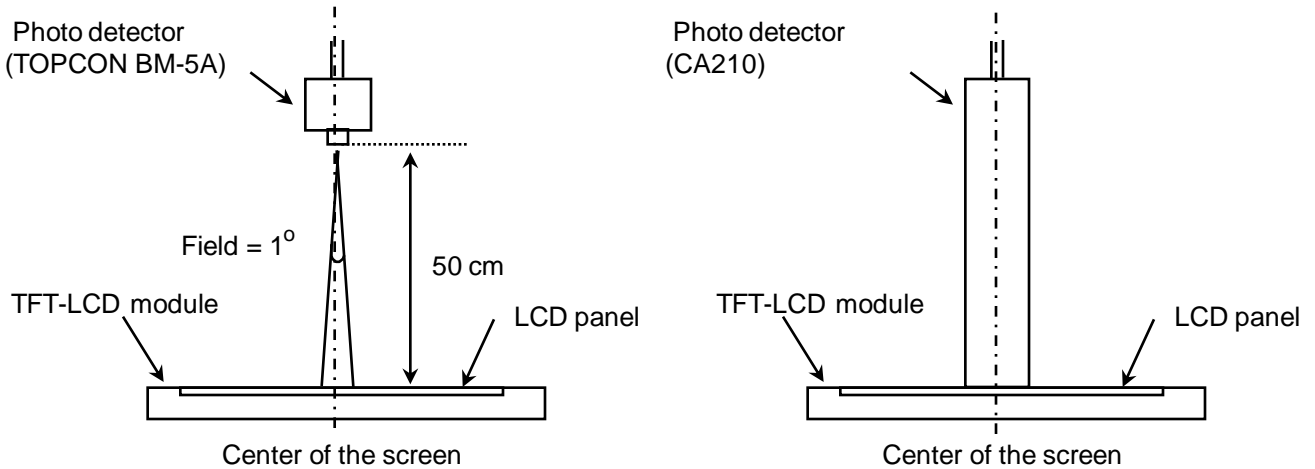 Photo detector
(TOPCON BM-5A)
Field = 1o
50 cm
TFT-LCD module
LCD panel
Center of the screen
Photo detector
(CA210)
TFT-LCD module
LCD panel
Center of the screen